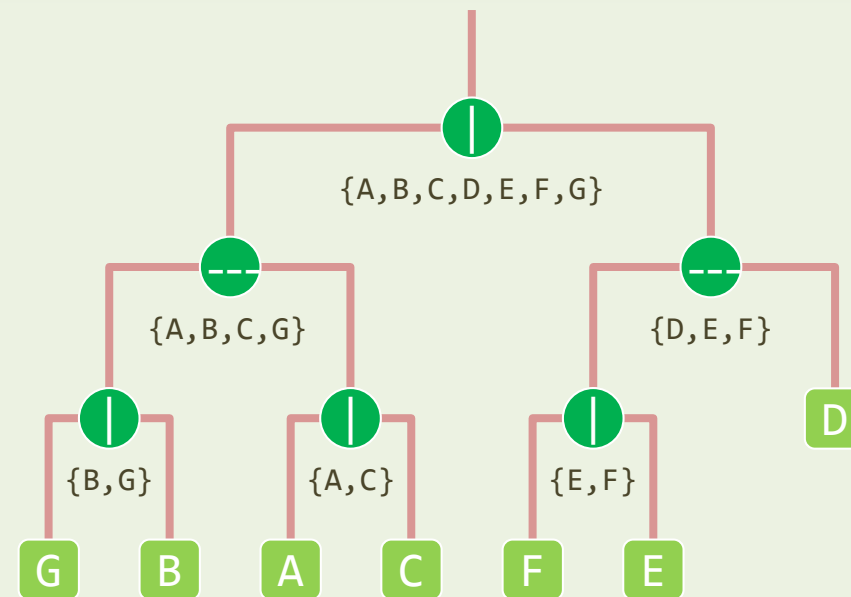 {A,B,C,D,E,F,G}
{A,B,C,G}
{D,E,F}
D
{B,G}
{A,C}
{E,F}
G
B
A
C
F
E